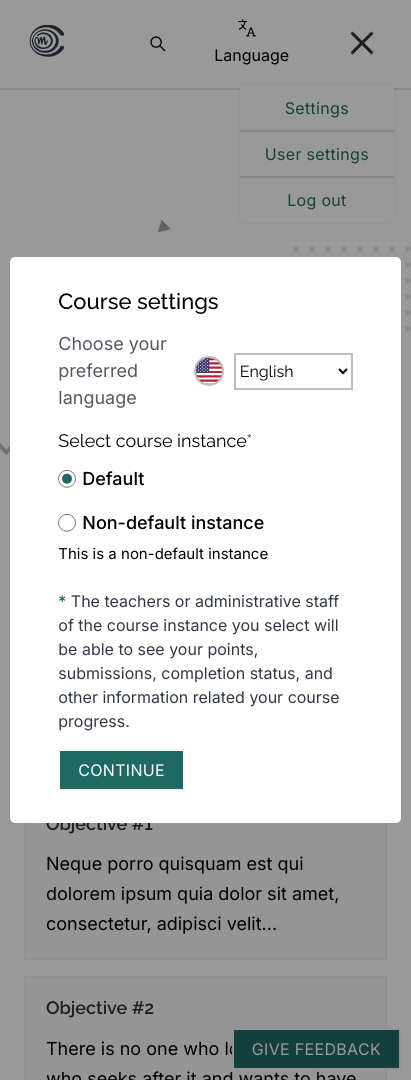 Language
Settings
User settings
Log out
Course settings
Choose your
preferred
language
English
Select course instance*
Default
Non-default instance
This is a non-default instance
* The teachers or administrative staff
of the course instance you select will
be able to see your points,
submissions, completion status, and
other information related your course
progress.
CONTINUE
Objective #1
Neque porro quisquam est qui
dolorem ipsum quia dolor sit amet,
consectetur, adipisci velit...
Objective #2
There is no one who
GIVE FEEDBACK
who seeks after it and wants to have